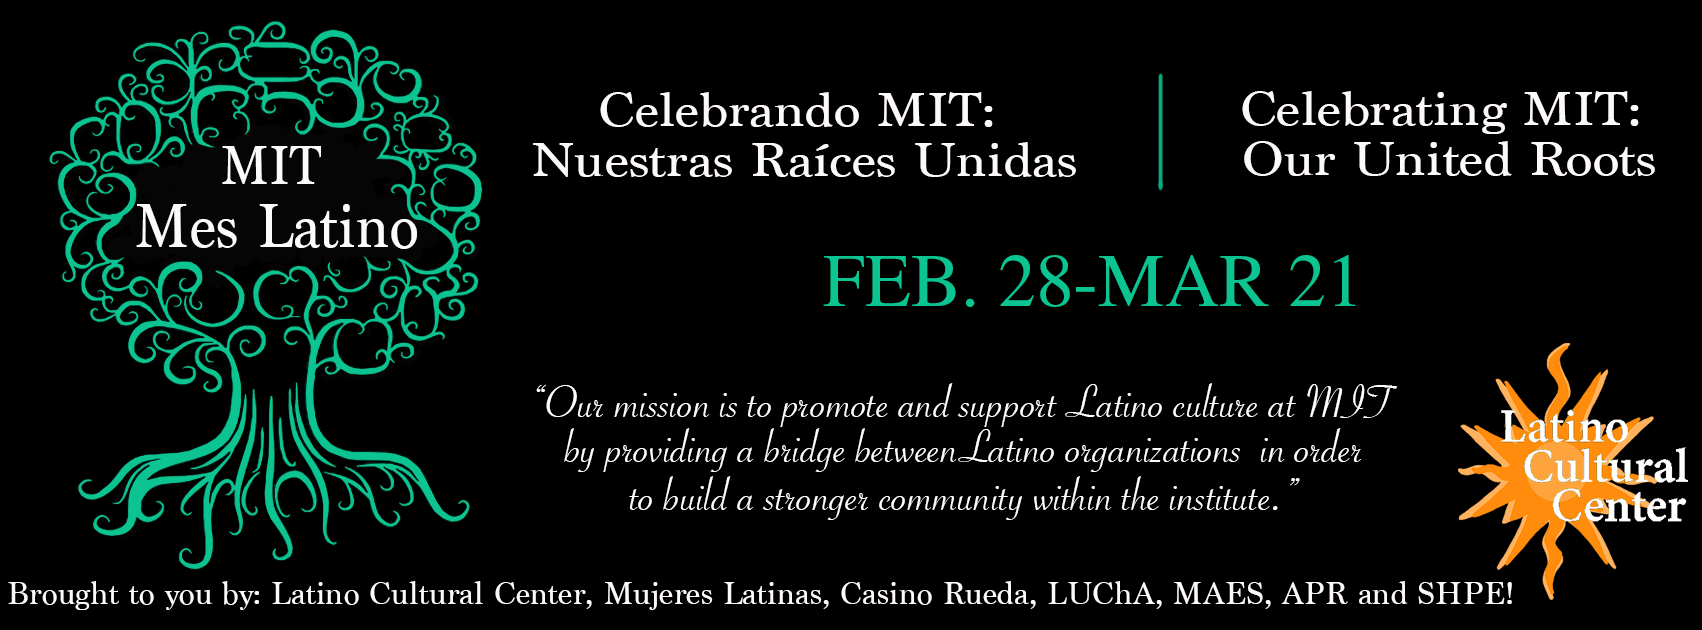 MIT
Mes Latino
Celebrando MIT:
Nuestras Raíces Unidas
Celebrating MIT:
Our United Roots
FEB. 28-MAR 21
“Our mission is to promote and support Latino culture at MIT
by providing a bridge between Latino organizations in order
to build a stronger community within the institute.”
Latino
Cultural
Center
Brought to you by: Latino Cultural Center, Mujeres Latinas, Casino Rueda, LUChA, MAES, APR and SHPE!